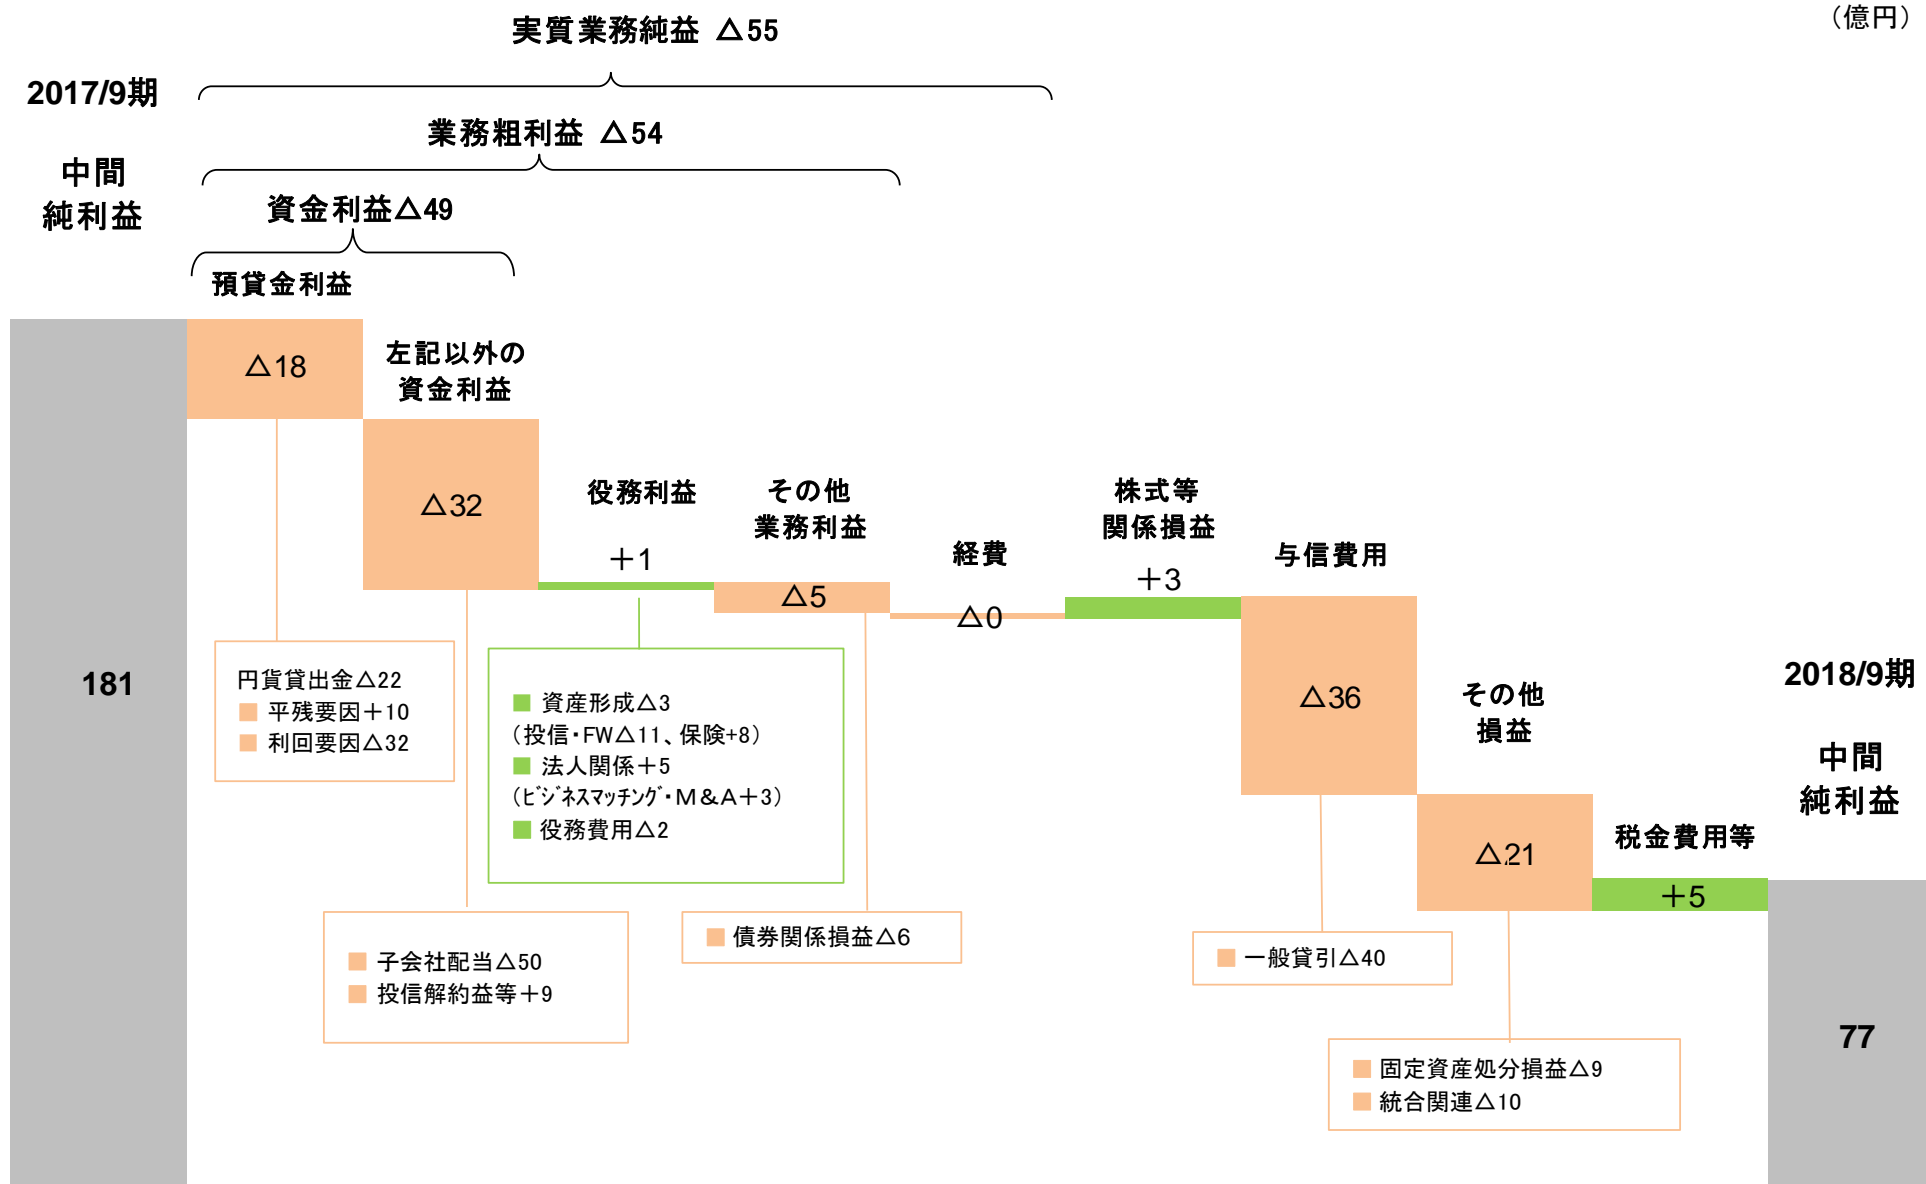 （億円）
実質業務純益 △55
2017/9期
中間
純利益
業務粗利益 △54
資金利益△49
預貸金利益
△18
左記以外の
資金利益
△32
役務利益
＋1
その他
業務利益
△5
経費
△0
株式等
関係損益
＋3
与信費用
△36
その他
損益
△21
税金費用等
＋5
181
2018/9期
中間
純利益
77
円貨貸出金△22
■ 平残要因＋10
■ 利回要因△32
■ 資産形成△3
(投信・FW△11、保険+8)
■ 法人関係＋5
(ﾋﾞｼﾞﾈｽﾏｯﾁﾝｸﾞ・M＆A＋3)
■ 役務費用△2
■ 子会社配当△50
■ 投信解約益等＋9
■ 債券関係損益△6
■ 一般貸引△40
■ 固定資産処分損益△9
■ 統合関連△10